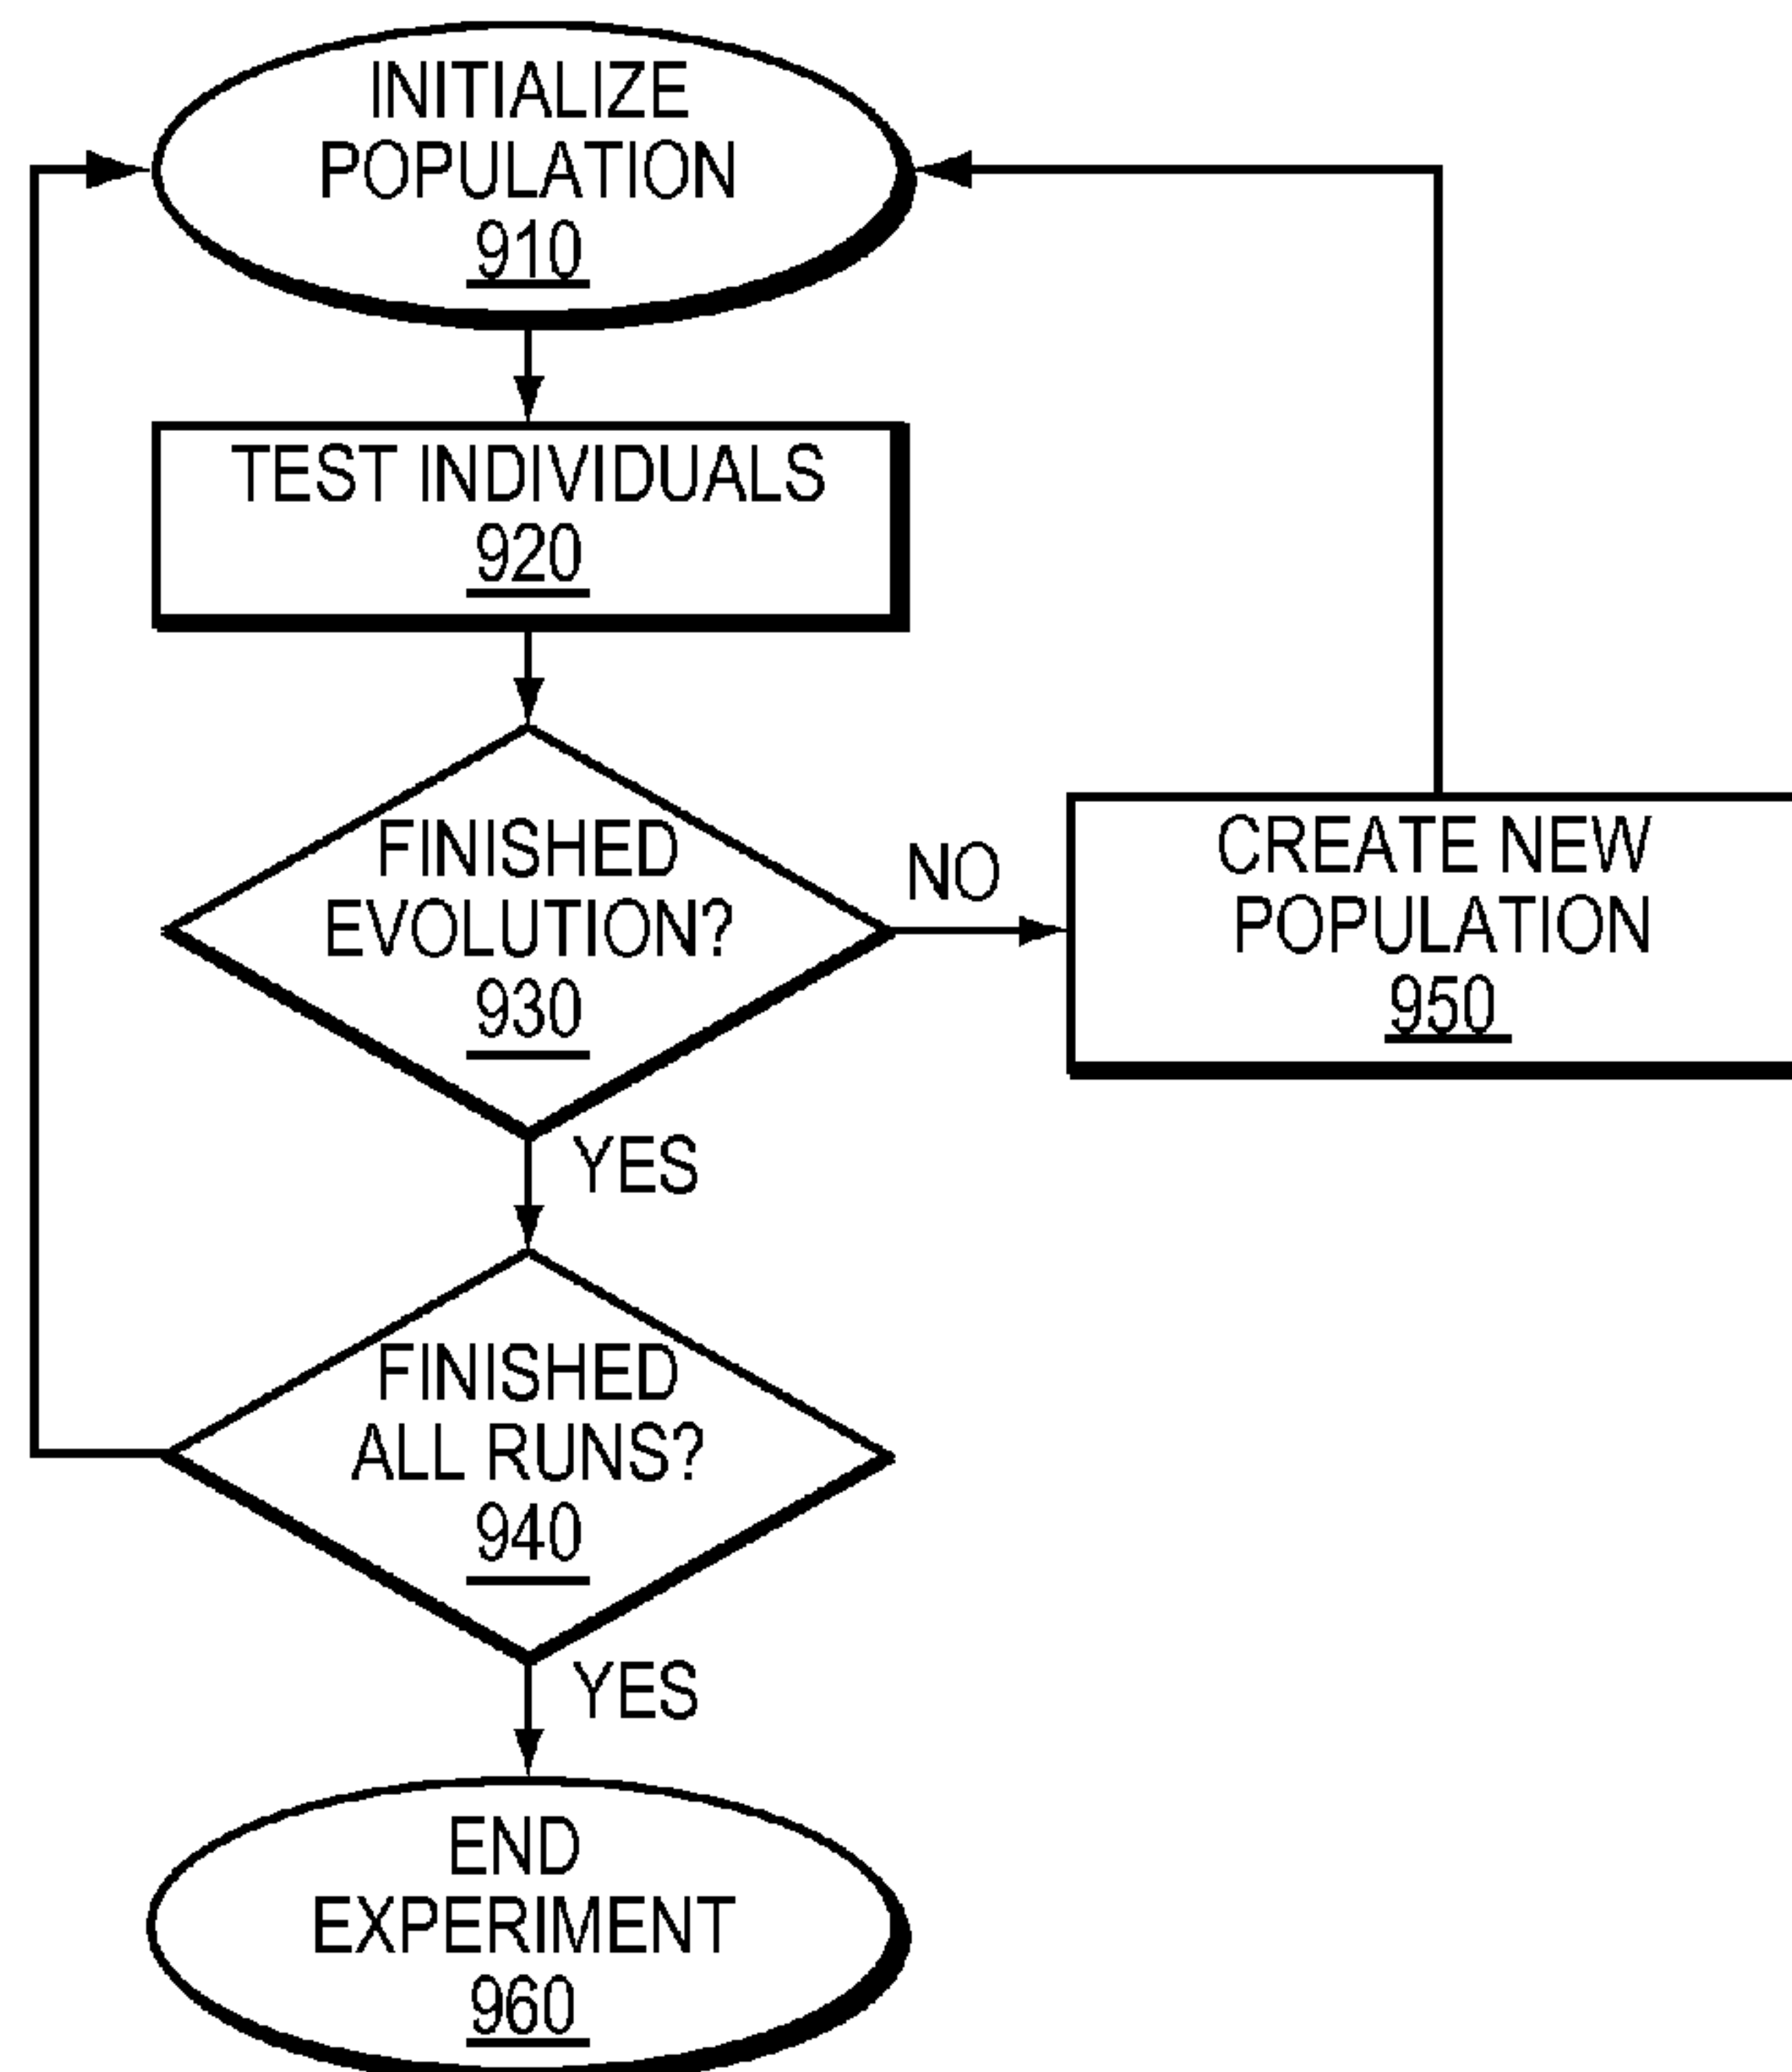 INITIALIZE
POPULATION
910
TEST INDIVIDUALS
920
FINISHED
EVOLUTION?
930
NO
CREATE NEW
POPULATION
950
YES
FINISHED
ALL RUNS?
940
YES
END
EXPERIMENT
960